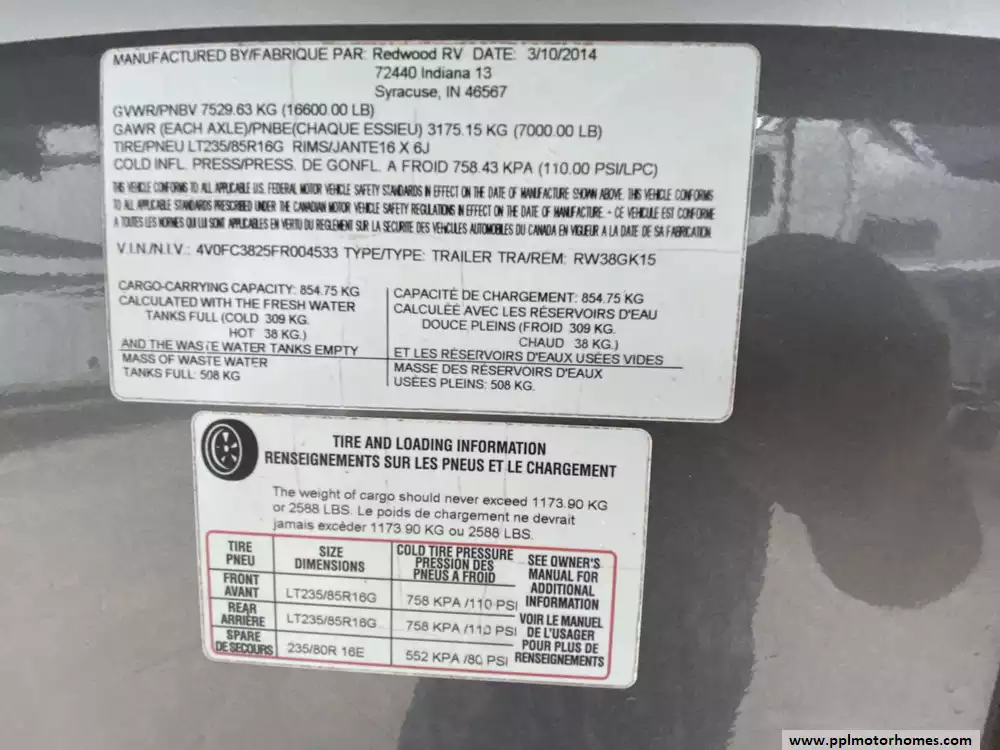 MANUFACTURED BY/FABRIQUE PAR: Redwood RV DATE: 3/10/2014
72440 Indiana 13
Syracuse, IN 46567
GVWR/PNBV 7529.63 KG (16600.00 LB)
GAWR (EACH AXLE)/PNBE(CHAQUE ESSIEU) 3175.15 KG (7000.00 LB)
TIRE/PNEU LT235/85R16G RIMS/JANTE16 X 6J
COLD INFL. PRESS/PRESS. DE GONFL. A FROID 758.43 KPA (110.00 PSI/LPC)
THIS VEHICLE CONFORMS TO ALL APPLICABLE U.S. FEDERAL MOTOR VEHICLE SAFETY STANDARDS IN EFFECT ON THE DATE OF MANUFACTURE SHOWN ABOVE. THIS VEHICLE CONFORMS
TO ALL APPLICABLE STANDARDS PRESCRIBED UNDER THE CANADIAN MOTOR VEHICLE SAFETY REGULATIONS IN EFFECT ON THE DATE OF MANUFACTURE. - CE VEHICULE EST CONFORME
A TOUTES LES NORMES QUI LUI SONT APPLICABLES EN VERTU DU REGLEMENT SUR LA SECURITE DES VEHICULES AUTOMOBILES DU CANADA EN VIGUEUR A LA DATE DE SA FABRICATION
V.I.N./N.I.V.: 4V0FC3825FR004533 TYPE/TYPE: TRAILER TRA/REM: RW38GK15
CARGO-CARRYING CAPACITY: 854.75 KG
CALCULATED WITH THE FRESH WATER
TANKS FULL (COLD 309 KG.
HOT 38 KG.)
AND THE WASTE WATER TANKS EMPTY
MASS OF WASTE WATER
TANKS FULL: 508 KG
CAPACITÉ DE CHARGEMENT: 854.75 KG
CALCULÉE AVEC LES RÉSERVOIRS D'EAU
DOUCE PLEINS (FROID 309 KG.
CHAUD 38 KG.)
ET LES RÉSERVOIRS D'EAUX USÉES VIDES
MASSE DES RÉSERVOIRS D'EAUX
USÉES PLEINS: 508 KG.
TIRE AND LOADING INFORMATION
RENSEIGNEMENTS SUR LES PNEUS ET LE CHARGEMENT
The weight of cargo should never exceed 1173.90 KG
or 2588 LBS. Le poids de chargement ne devrait
jamais excéder 1173.90 KG ou 2588 LBS.
TIRE PNEU SIZE DIMENSIONS COLD TIRE PRESSURE PRESSION DES PNEUS A FROID
FRONT AVANT LT235/85R16G 758 KPA /110 PSI
REAR ARRIÈRE LT235/85R16G 758 KPA /110 PSI
SPARE DE SECOURS 235/80R 16E 552 KPA /80 PSI
SEE OWNER'S
MANUAL FOR
ADDITIONAL
INFORMATION
VOIR LE MANUEL
DE L'USAGER
POUR PLUS DE
RENSEIGNEMENTS
www.pplmotorhomes.com